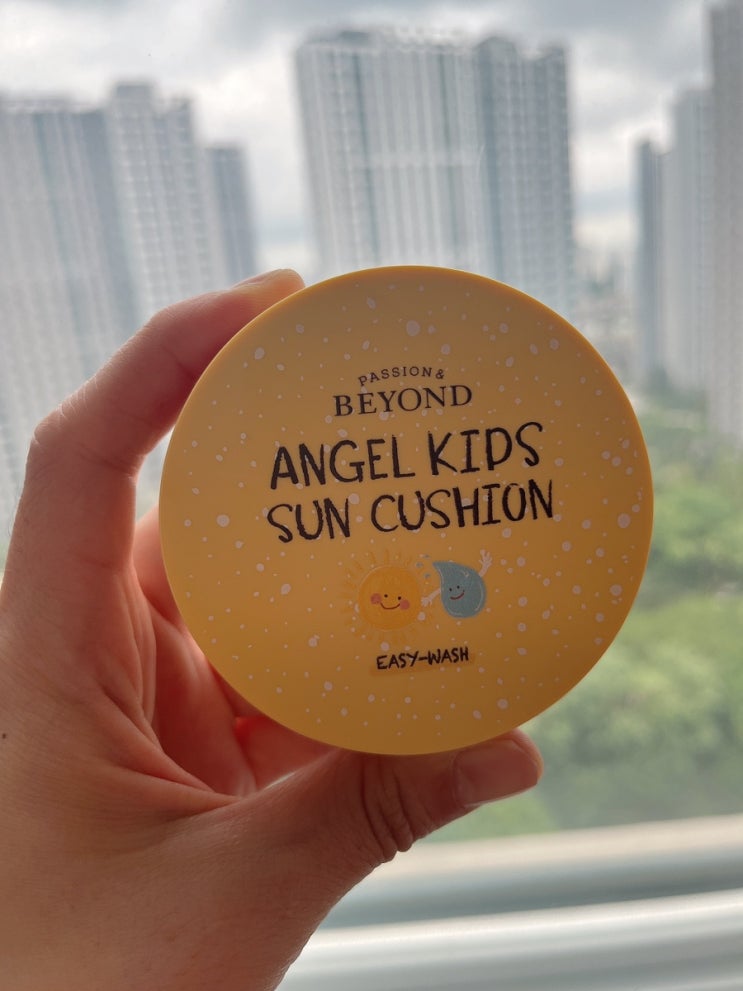 PASSION &
BEYOND
ANGEL KIDS
SUN CUSHION
EASY-WASH